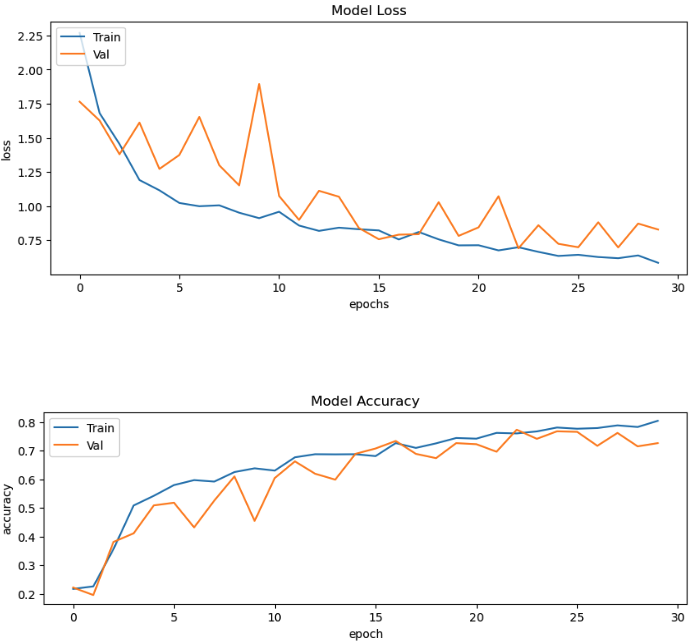 Model Loss
2.25
2.00
1.75
1.50
1.25
1.00
0.75
loss
Train
Val
0 5 10 15 20 25 30
epochs
Model Accuracy
0.8
0.7
0.6
0.5
0.4
0.3
0.2
accuracy
Train
Val
0 5 10 15 20 25 30
epoch